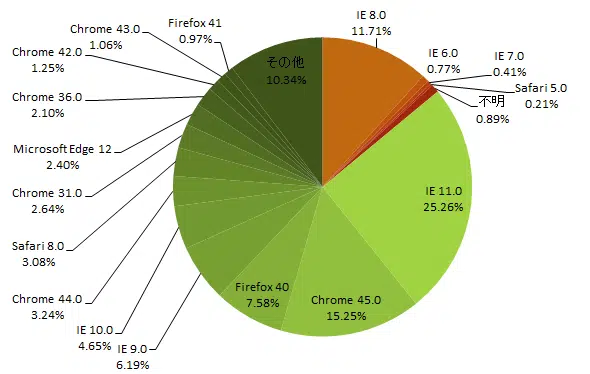 IE 8.0
11.71%
IE 6.0
0.77%
IE 7.0
0.41%
Safari 5.0
0.21%
不明
0.89%
IE 11.0
25.26%
Chrome 45.0
15.25%
Firefox 40
7.58%
IE 9.0
6.19%
IE 10.0
4.65%
Chrome 44.0
3.24%
Safari 8.0
3.08%
Chrome 31.0
2.64%
Microsoft Edge 12
2.40%
Chrome 36.0
2.10%
Chrome 42.0
1.25%
Chrome 43.0
1.06%
Firefox 41
0.97%
その他
10.34%